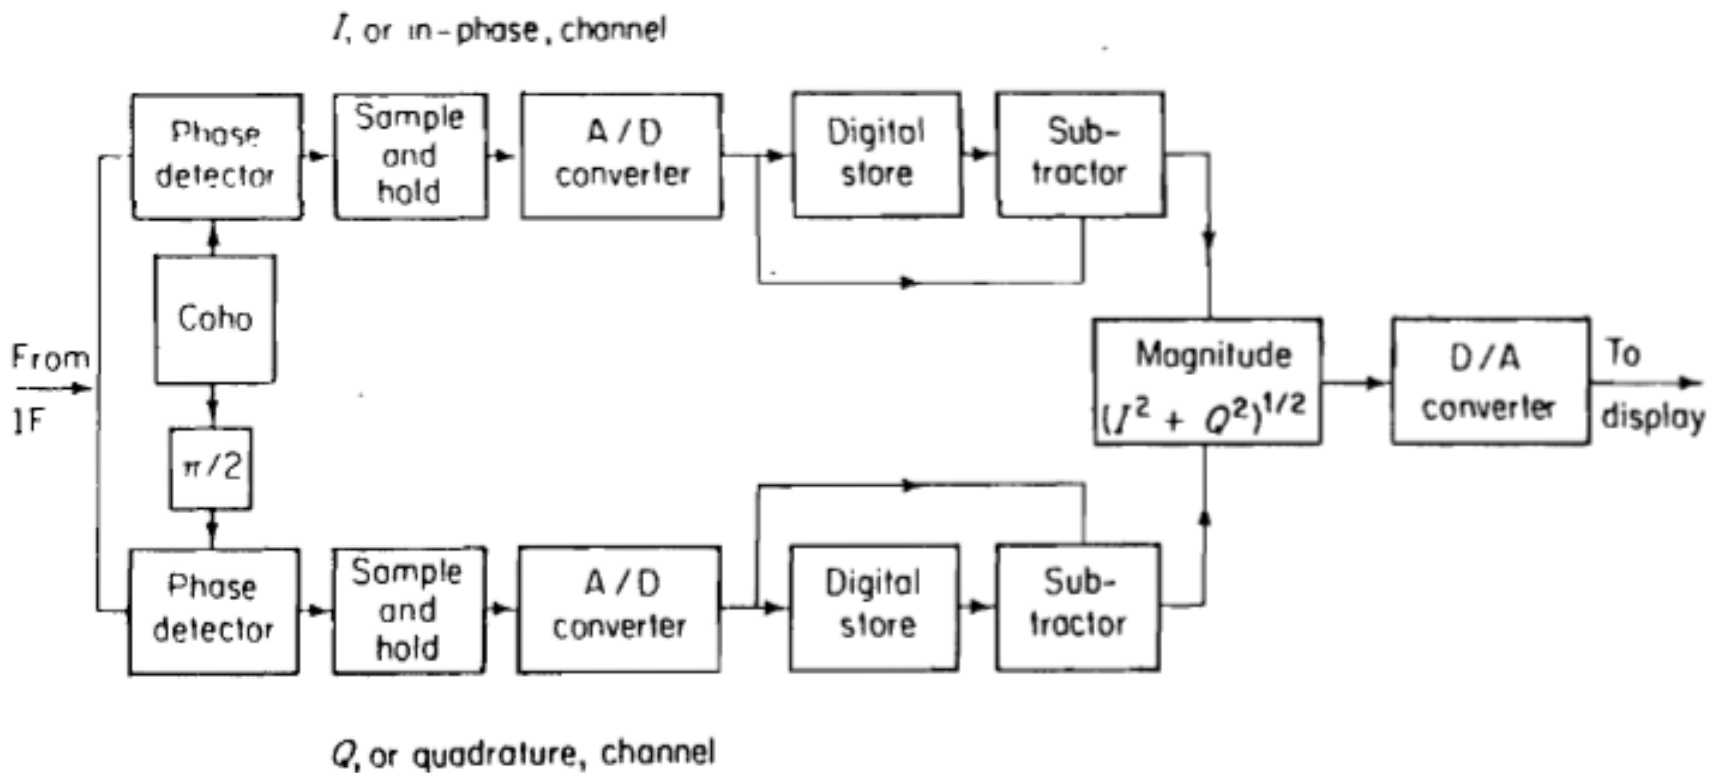 I, or in-phase, channel
Phase
detector
Sample
and
hold
A/D
converter
Digital
store
Sub-
tractor
Coho
From
IF
π/2
Magnitude
(I² + Q²)^1/2
D/A
converter
To
display
Phase
detector
Sample
and
hold
A/D
converter
Digital
store
Sub-
tractor
Q, or quadrature, channel